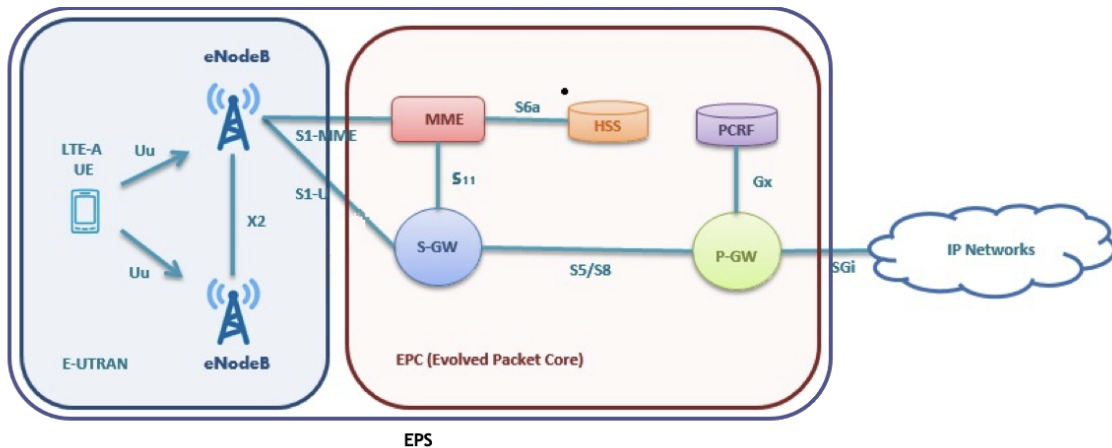 eNodeB
LTE-A
UE
Uu
Uu
X2
eNodeB
E-UTRAN
S1-MME
S1-U
MME
S6a
HSS
PCRF
S11
Gx
S-GW
S5/S8
P-GW
SGi
IP Networks
EPC (Evolved Packet Core)
EPS